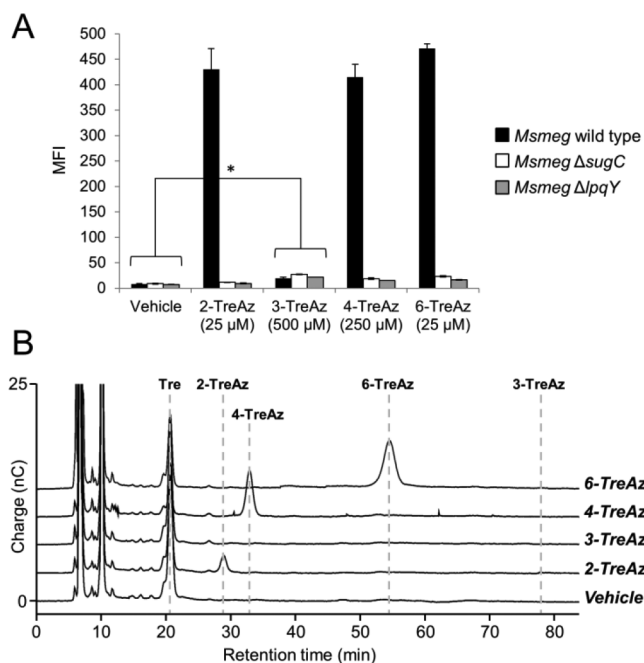 A
500
450
400
350
300
250
200
150
100
50
0
MFI
*
Vehicle
2-TreAz
(25 µM)
3-TreAz
(500 µM)
4-TreAz
(250 µM)
6-TreAz
(25 µM)
Msmeg wild type
Msmeg ΔsugC
Msmeg ΔlpqY
B
25
0
Charge (nC)
Tre
2-TreAz
4-TreAz
6-TreAz
3-TreAz
6-TreAz
4-TreAz
3-TreAz
2-TreAz
Vehicle
0 10 20 30 40 50 60 70 80
Retention time (min)